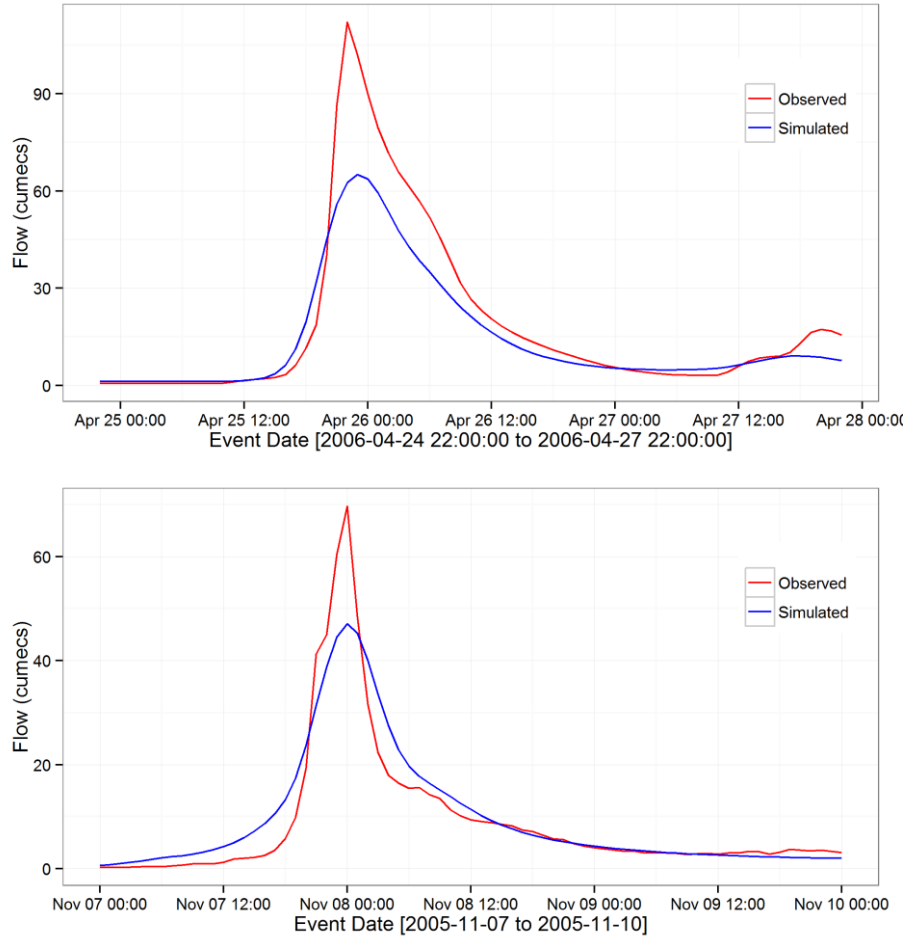 90
60
30
0
Flow (cumecs)
Observed
Simulated
Apr 25 00:00 Apr 25 12:00 Apr 26 00:00 Apr 26 12:00 Apr 27 00:00 Apr 27 12:00 Apr 28 00:00
Event Date [2006-04-24 22:00:00 to 2006-04-27 22:00:00]
60
40
20
0
Flow (cumecs)
Observed
Simulated
Nov 07 00:00 Nov 07 12:00 Nov 08 00:00 Nov 08 12:00 Nov 09 00:00 Nov 09 12:00 Nov 10 00:00
Event Date [2005-11-07 to 2005-11-10]